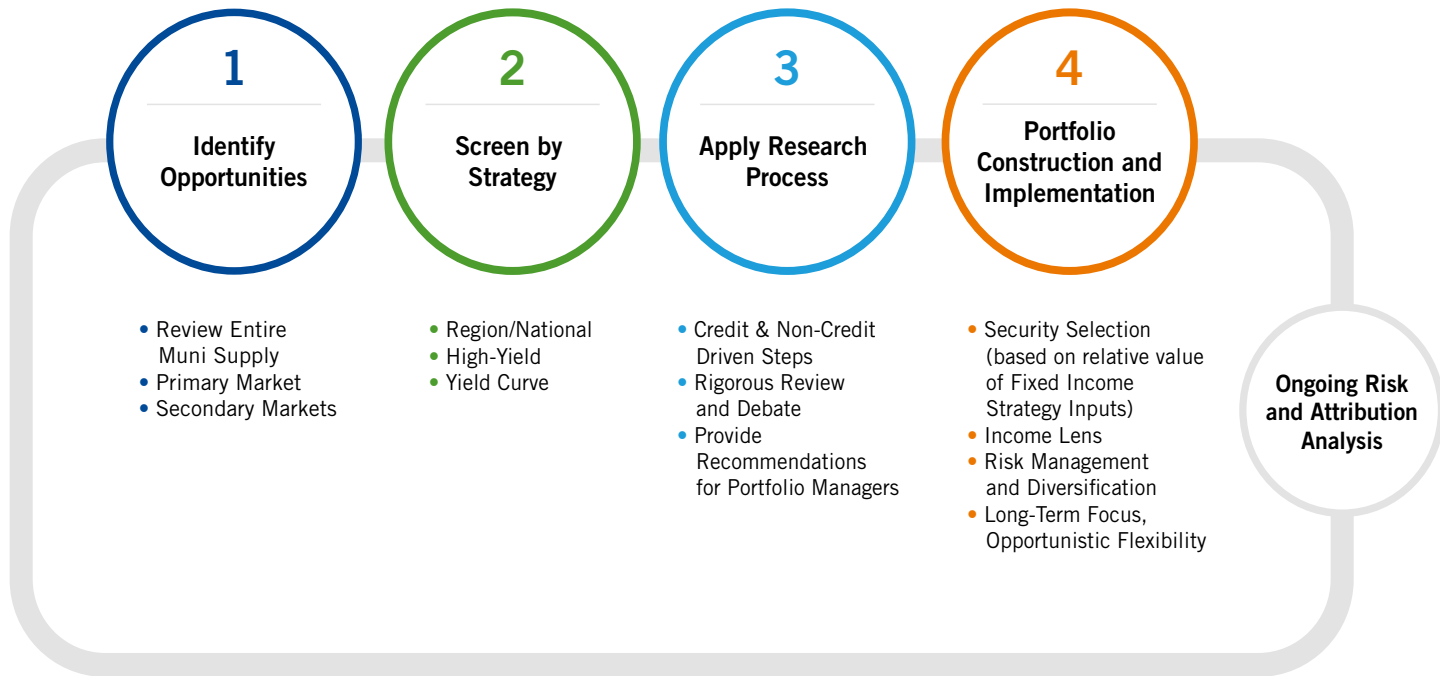 1
Identify
Opportunities
• Review Entire
Muni Supply
• Primary Market
• Secondary Markets
2
Screen by
Strategy
• Region/National
• High-Yield
• Yield Curve
3
Apply Research
Process
• Credit & Non-Credit
Driven Steps
• Rigorous Review
and Debate
• Provide
Recommendations
for Portfolio Managers
4
Portfolio
Construction and
Implementation
• Security Selection
(based on relative value
of Fixed Income
Strategy Inputs)
• Income Lens
• Risk Management
and Diversification
• Long-Term Focus,
Opportunistic Flexibility
Ongoing Risk
and Attribution
Analysis